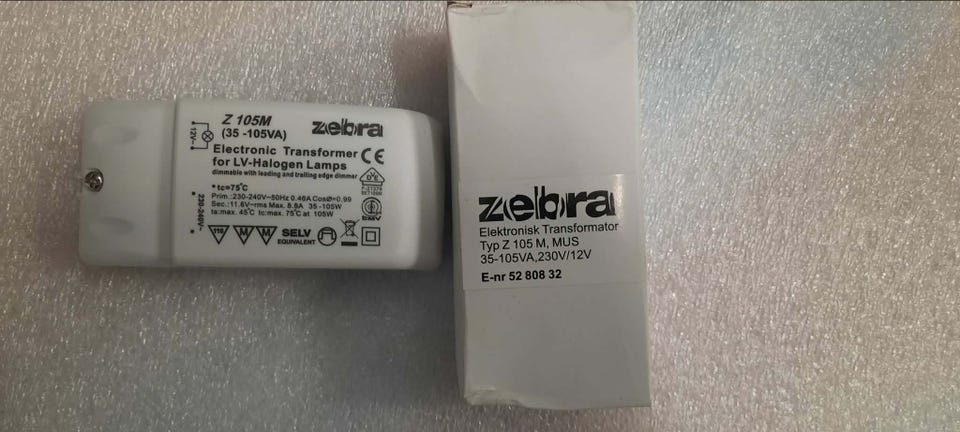 Z 105M
(35 -105VA)
zebra
12V~
Electronic Transformer
for LV-Halogen Lamps
dimmable with leading and trailing edge dimmer
CE
* tc=75℃
Prim.:230-240V~50Hz 0.46A CosØ=0.99
Sec.:11.6V~rms Max. 8.8A 35-105W
ta:max. 45℃ tc:max. 75℃ at 105W
230-240V~
110 M M SELV
EQUIVALENT
EMV
zebra
Elektronisk Transformator
Typ Z 105 M, MUS
35-105VA,230V/12V
E-nr 52 808 32